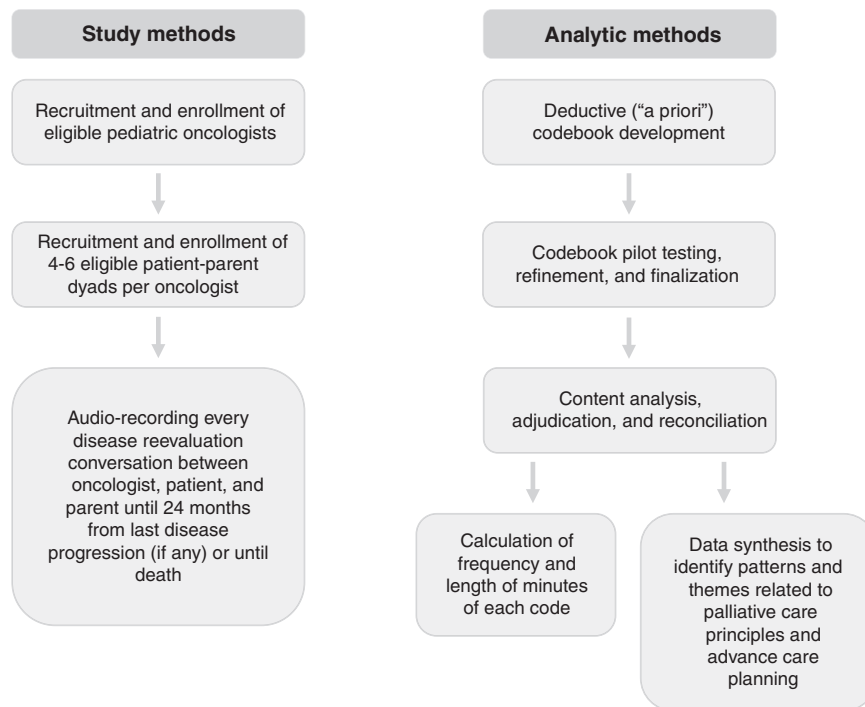 Study methods
Recruitment and enrollment of
eligible pediatric oncologists
Recruitment and enrollment of
4-6 eligible patient-parent
dyads per oncologist
Audio-recording every
disease reevaluation
conversation between
oncologist, patient, and
parent until 24 months
from last disease
progression (if any) or until
death
Analytic methods
Deductive (“a priori”)
codebook development
Codebook pilot testing,
refinement, and finalization
Content analysis,
adjudication, and reconciliation
Calculation of
frequency and
length of minutes
of each code
Data synthesis to
identify patterns and
themes related to
palliative care
principles and
advance care
planning